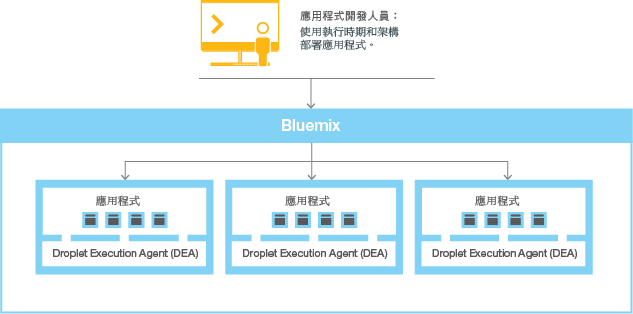 應用程式開發人員：
使用執行時期和架構
部署應用程式。
Bluemix
應用程式
Droplet Execution Agent (DEA)
應用程式
Droplet Execution Agent (DEA)
應用程式
Droplet Execution Agent (DEA)